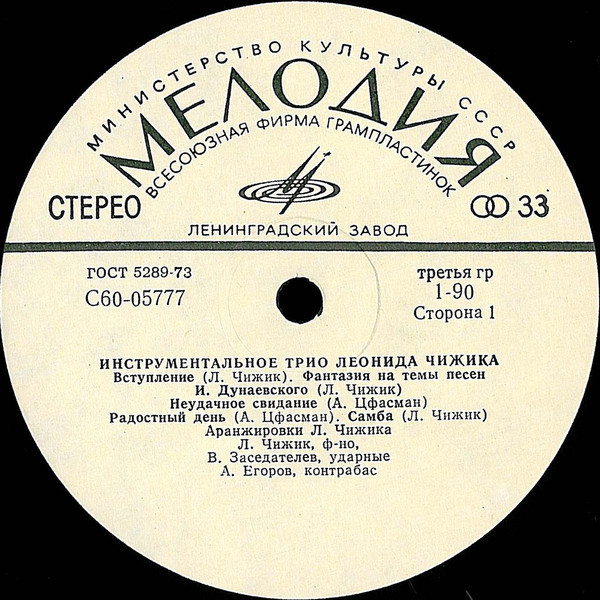 МИНИСТЕРСТВО КУЛЬТУРЫ СССР
МЕЛОДИЯ
ВСЕСОЮЗНАЯ ФИРМА ГРАМПЛАСТИНОК
СТЕРЕО
33
ЛЕНИНГРАДСКИЙ ЗАВОД
ГОСТ 5289-73
С60-05777
третья гр
1-90
Сторона 1
ИНСТРУМЕНТАЛЬНОЕ ТРИО ЛЕОНИДА ЧИЖИКА
Вступление (Л. Чижик). Фантазия на темы песен
И. Дунаевского (Л. Чижик)
Неудачное свидание (А. Цфасман)
Радостный день (А. Цфасман). Самба (Л. Чижик)
Аранжировки Л. Чижика
Л. Чижик, ф-но,
В. Заседателев, ударные
А. Егоров, контрабас